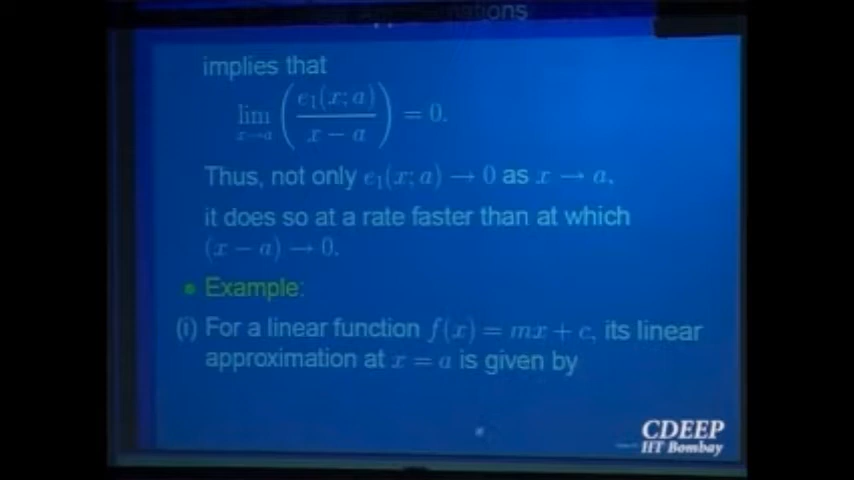 implies that
lim x→a ( e₁(x; a) / x − a ) = 0.
Thus, not only e₁(x; a) → 0 as x → a,
it does so at a rate faster than at which
(x − a) → 0.
• Example:
(i) For a linear function f(x) = mx + c, its linear
approximation at x = a is given by
CDEEP
IIT Bombay